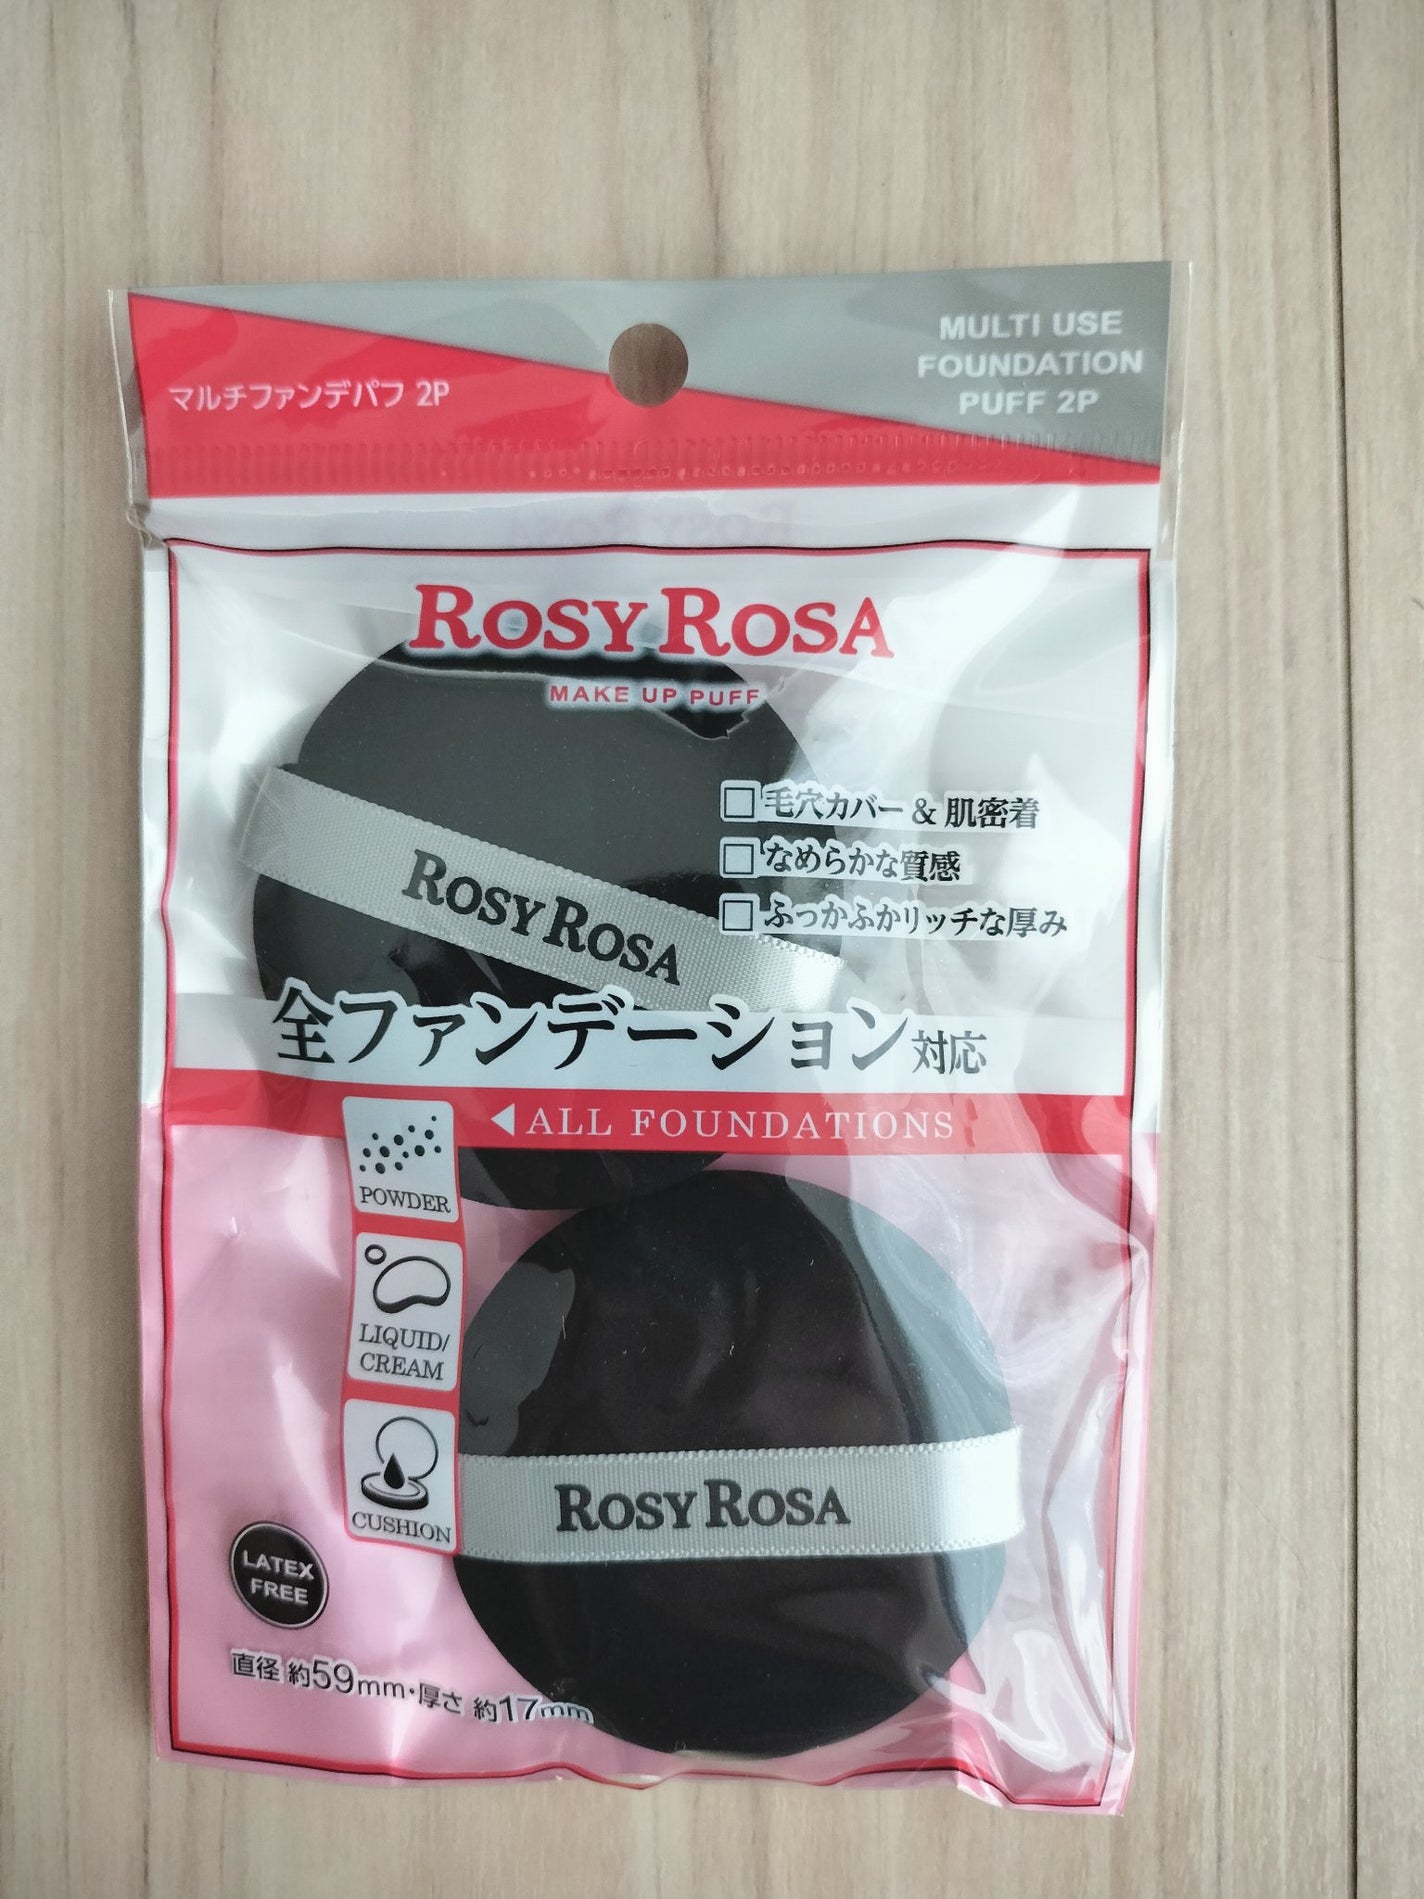 マルチファンデパフ 2P
MULTI USE
FOUNDATION
PUFF 2P
ROSY ROSA
MAKE UP PUFF
毛穴カバー & 肌密着
なめらかな質感
ふっかふかリッチな厚み
ROSY ROSA
全ファンデーション対応
ALL FOUNDATIONS
POWDER
LIQUID/
CREAM
CUSHION
ROSY ROSA
LATEX
FREE
直径 約59mm・厚さ 約17mm